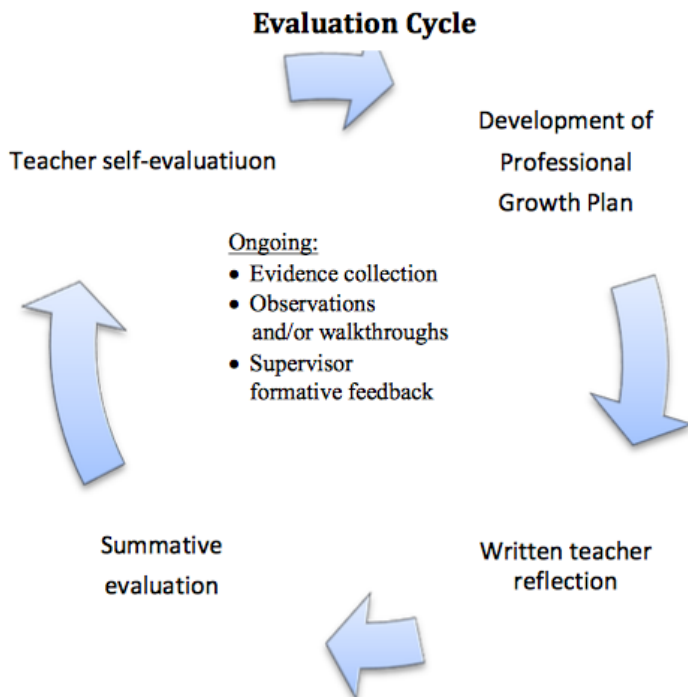 Evaluation Cycle
Teacher self-evaluatiuon
Development of
Professional
Growth Plan
Ongoing:
• Evidence collection
• Observations
and/or walkthroughs
• Supervisor
formative feedback
Summative
evaluation
Written teacher
reflection